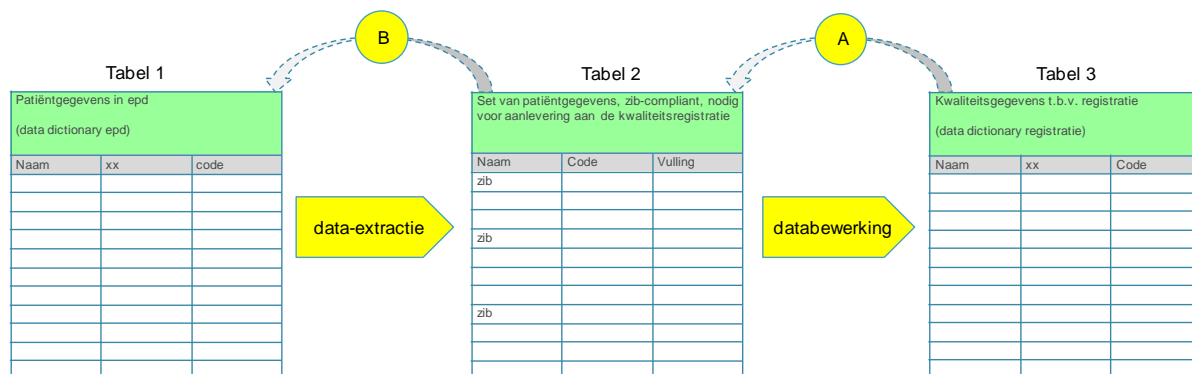 B
A
Tabel 1
Tabel 2
Tabel 3
Patiëntgegevens in epd
(data dictionary epd)
Naam xx code
Set van patiëntgegevens, zib-compliant, nodig
voor aanlevering aan de kwaliteitsregistratie
Naam Code Vulling
zib
zib
zib
Kwaliteitsgegevens t.b.v. registratie
(data dictionary registratie)
Naam xx Code
data-extractie
databewerking